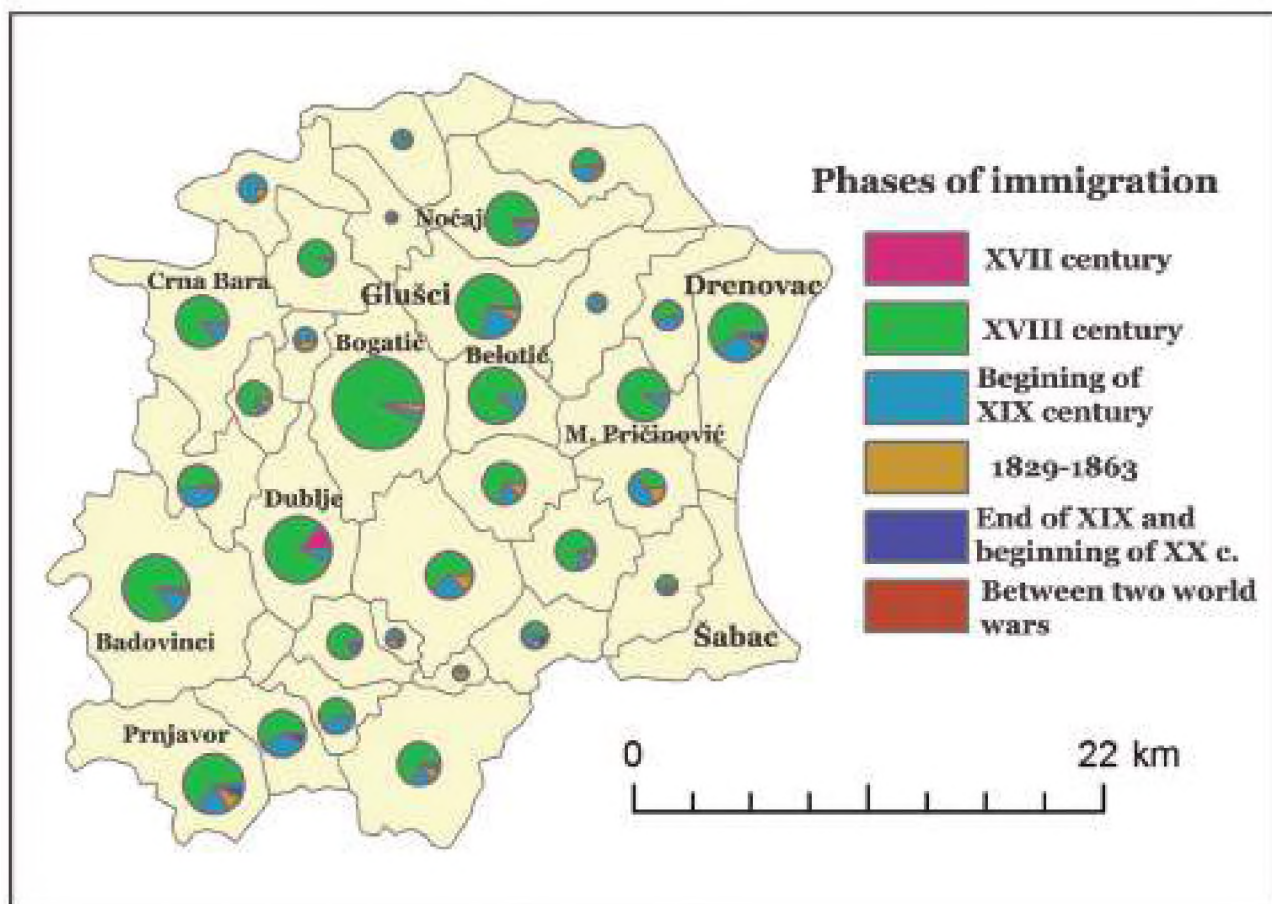 Phases of immigration
XVII century
XVIII century
Begining of
XIX century
1829-1863
End of XIX and
beginning of XX c.
Between two world
wars
Noćaj
Crna Bara
Glušci
Drenovac
Bogatić
Belotić
M. Pričinović
Dublje
Badovinci
Šabac
Prnjavor
0
22 km